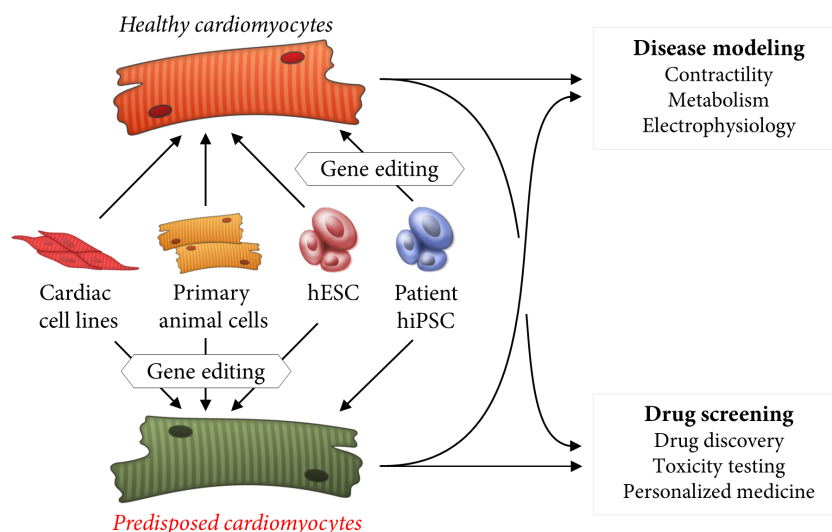 Healthy cardiomyocytes
Disease modeling
Contractility
Metabolism
Electrophysiology
Gene editing
Cardiac
cell lines
Primary
animal cells
hESC
Patient
hiPSC
Gene editing
Drug screening
Drug discovery
Toxicity testing
Personalized medicine
Predisposed cardiomyocytes